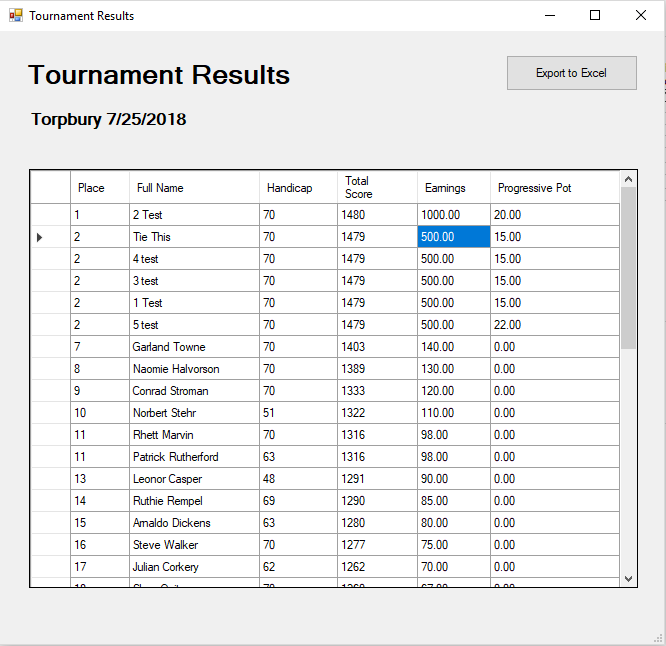 Tournament Results
Tournament Results
Export to Excel
Torpbury 7/25/2018
Place Full Name Handicap Total Score Earnings Progressive Pot
1 2 Test 70 1480 1000.00 20.00
2 Tie This 70 1479 500.00 15.00
2 4 test 70 1479 500.00 15.00
2 3 test 70 1479 500.00 15.00
2 1 Test 70 1479 500.00 15.00
2 5 test 70 1479 500.00 22.00
7 Garland Towne 70 1403 140.00 0.00
8 Naomie Halvorson 70 1389 130.00 0.00
9 Conrad Stroman 70 1333 120.00 0.00
10 Norbert Stehr 51 1322 110.00 0.00
11 Rhett Marvin 70 1316 98.00 0.00
11 Patrick Rutherford 63 1316 98.00 0.00
13 Leonor Casper 48 1291 90.00 0.00
14 Ruthie Rempel 69 1290 85.00 0.00
15 Arnaldo Dickens 63 1280 80.00 0.00
16 Steve Walker 70 1277 75.00 0.00
17 Julian Corkery 62 1262 70.00 0.00